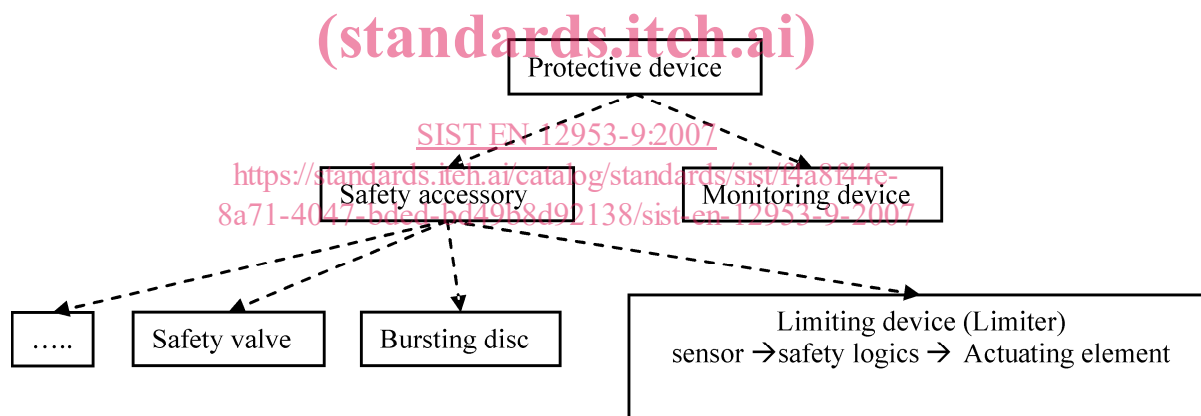 (standards.iteh.ai)
Protective device
SIST EN 12953-9:2007
https://standards.iteh.ai/catalog/standards/sist/f4a8f44e-
8a71-4047-bded-bd49b8d92138/sist-en-12953-9-2007
Safety accessory
Monitoring device
…..
Safety valve
Bursting disc
Limiting device (Limiter)
sensor → safety logics → Actuating element